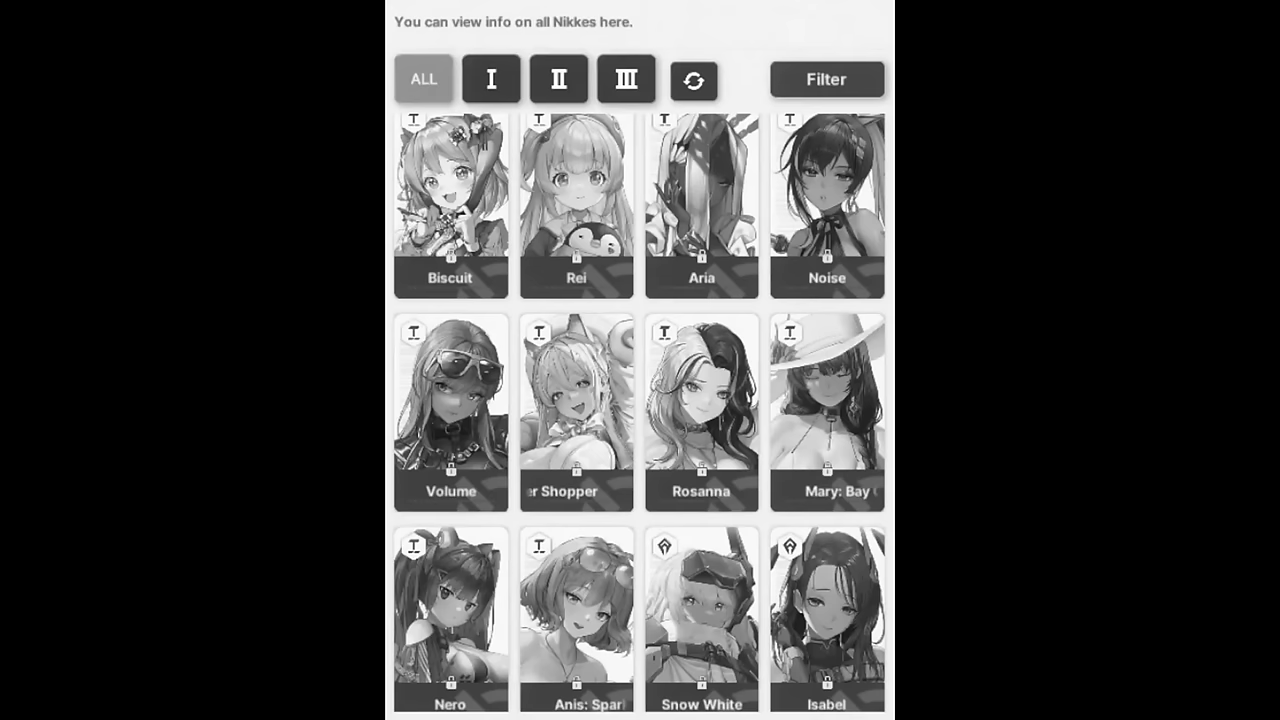 You can view info on all Nikkes here.
ALL I II III Filter
Biscuit Rei Aria Noise
Volume er Shopper Rosanna Mary: Bay
Nero Anis: Spar Snow White Isabel